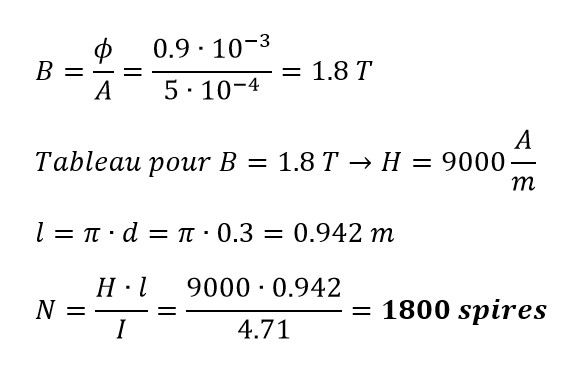 B = ϕ/A = (0.9 · 10⁻³)/(5 · 10⁻⁴) = 1.8 T
Tableau pour B = 1.8 T → H = 9000 A/m
l = π · d = π · 0.3 = 0.942 m
N = (H · l)/I = (9000 · 0.942)/4.71 = 1800 spires